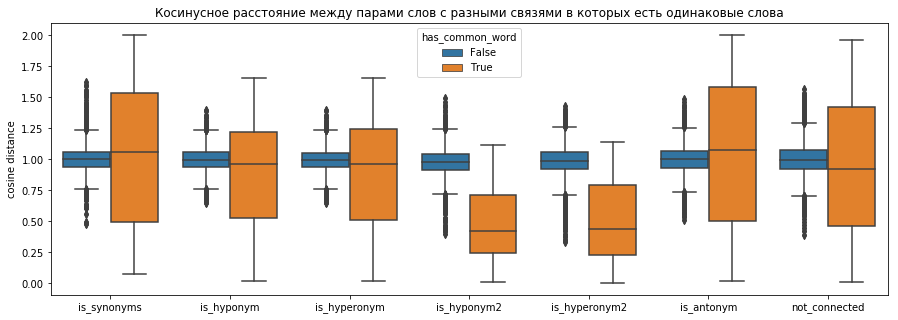 Косинусное расстояние между парами слов с разными связями в которых есть одинаковые слова
has_common_word
False
True
cosine distance
2.00
1.75
1.50
1.25
1.00
0.75
0.50
0.25
0.00
is_synonyms is_hyponym is_hyperonym is_hyponym2 is_hyperonym2 is_antonym not_connected